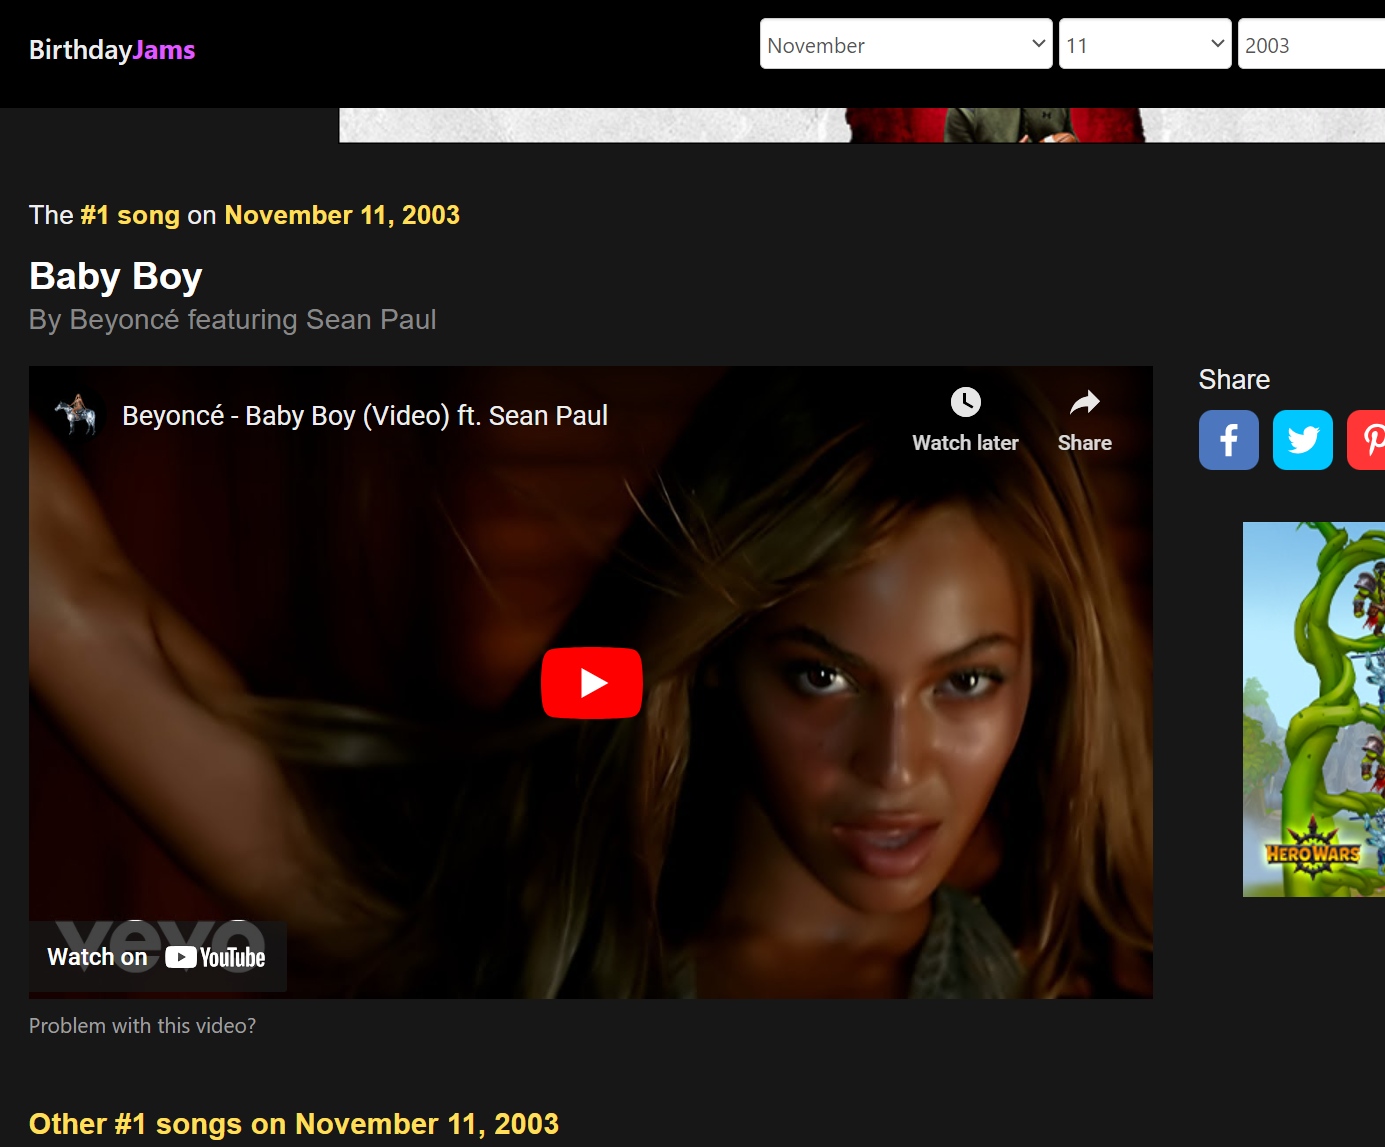 BirthdayJams
November
11
2003
The #1 song on November 11, 2003
Baby Boy
By Beyoncé featuring Sean Paul
Beyoncé - Baby Boy (Video) ft. Sean Paul
Watch later
Share
Share
HERO WARS
vevo
Watch on YouTube
Problem with this video?
Other #1 songs on November 11, 2003